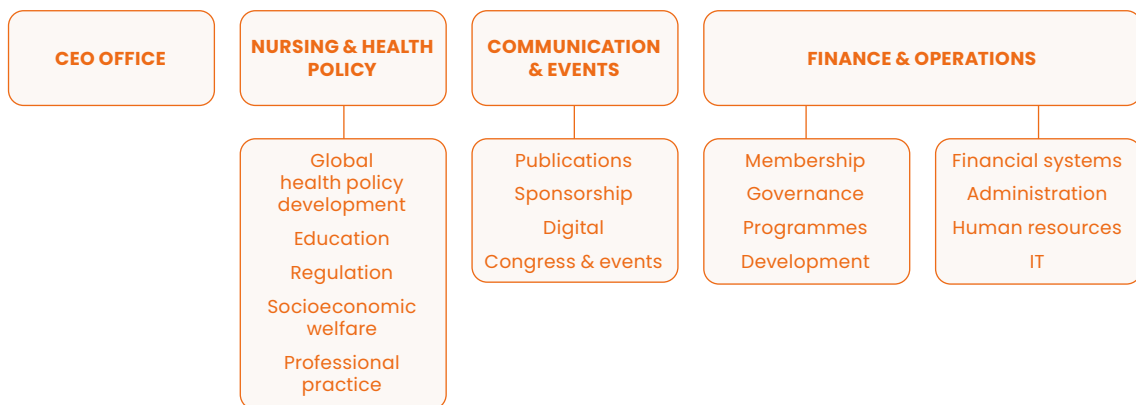 CEO OFFICE
NURSING & HEALTH
POLICY
COMMUNICATION
& EVENTS
FINANCE & OPERATIONS
Global
health policy
development
Education
Regulation
Socioeconomic
welfare
Professional
practice
Publications
Sponsorship
Digital
Congress & events
Membership
Governance
Programmes
Development
Financial systems
Administration
Human resources
IT